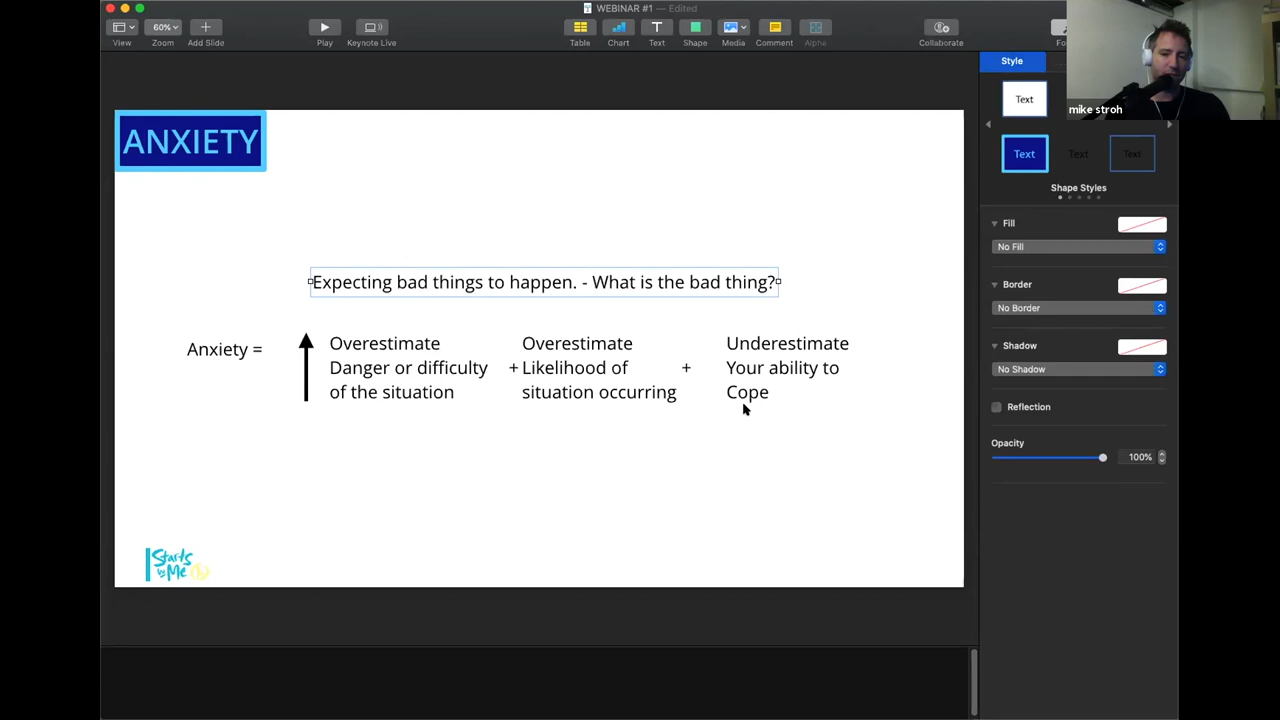 WEBINAR #1 — Edited
View
60%
Zoom
Add Slide
Play
Keynote Live
Table
Chart
Text
Shape
Media
Comment
Alpha
Collaborate
Style
mike stroh
Text
Text
Text
Text
Shape Styles
Fill
No Fill
Border
No Border
Shadow
No Shadow
Reflection
Opacity
100%
ANXIETY
Expecting bad things to happen. - What is the bad thing?
Anxiety =
Overestimate
Danger or difficulty
of the situation
+
Overestimate
Likelihood of
situation occurring
+
Underestimate
Your ability to
Cope
Starts
w/
Me